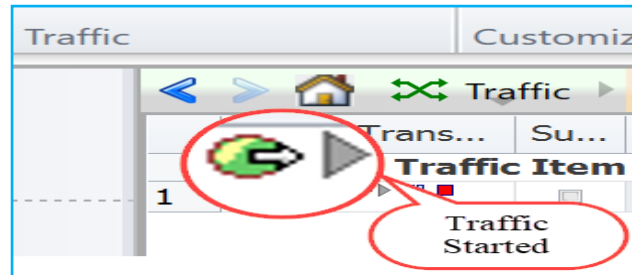 Traffic
Customiz
Traffic
Trans...
Su...
Traffic Item
1
Traffic
Started